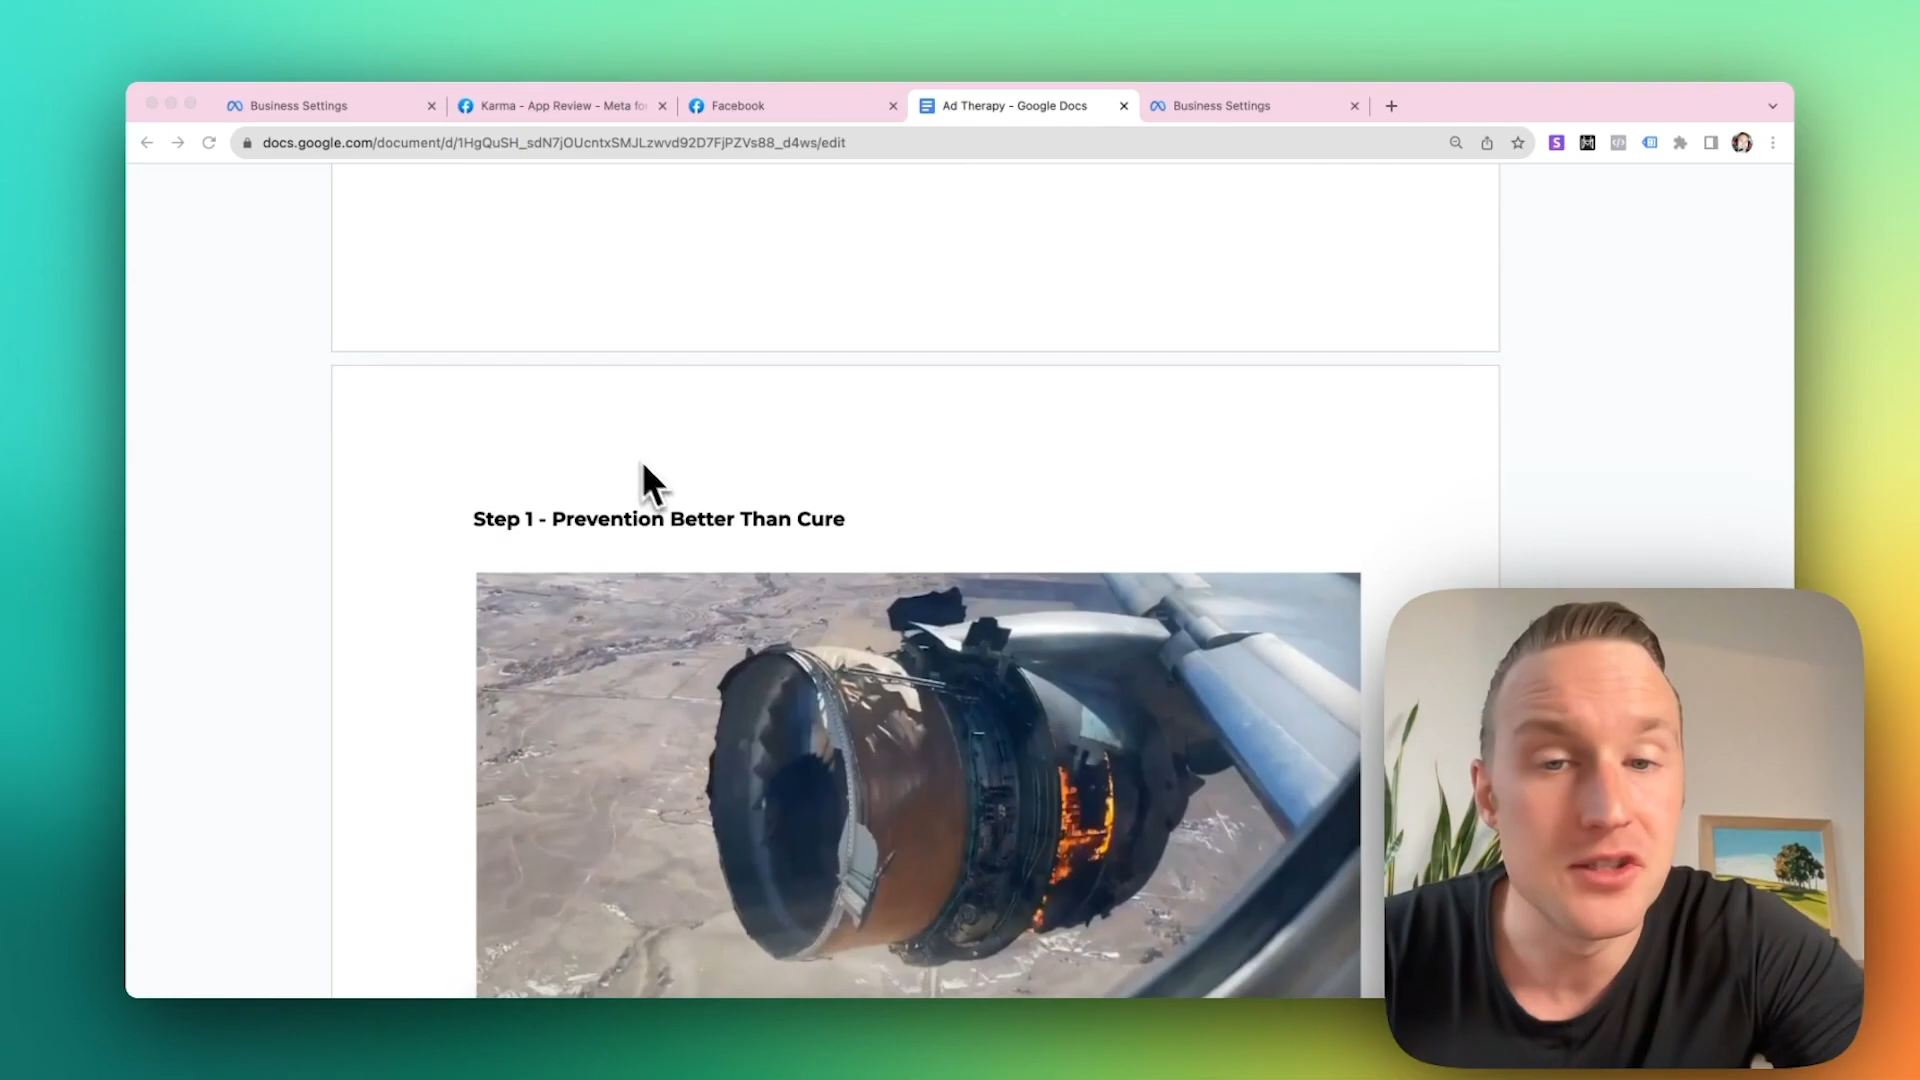 Business Settings
Karma - App Review - Meta fo
Facebook
Ad Therapy - Google Docs
Business Settings
docs.google.com/document/d/1HgQuSH_sdN7jOUcntxSMJLzwvd92D7FjPZVs88_d4ws/edit
S
Step 1 - Prevention Better Than Cure